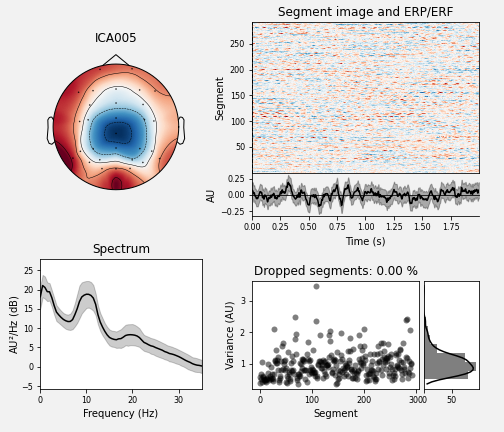 ICA005
Segment image and ERP/ERF
Segment
250
200
150
100
50
AU
0.25
0.00
−0.25
0.00 0.25 0.50 0.75 1.00 1.25 1.50 1.75
Time (s)
Spectrum
AU²/Hz (dB)
25
20
15
10
5
0
−5
0 10 20 30
Frequency (Hz)
Dropped segments: 0.00 %
Variance (AU)
3
2
1
0 100 200 300
Segment
0 50